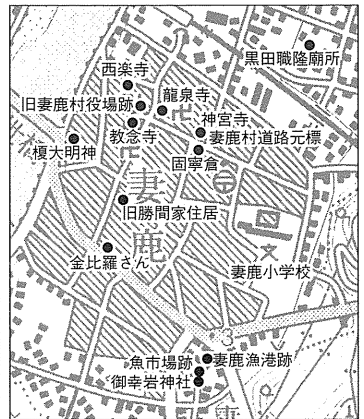 黒田職隆廟所
西楽寺
旧妻鹿村役場跡
龍泉寺
神宮寺
教念寺
妻鹿村道路元標
榎大明神
固寧倉
妻鹿
旧勝間家住居
金比羅さん
妻鹿小学校
文
3
魚市場跡
妻鹿漁港跡
御幸岩神社